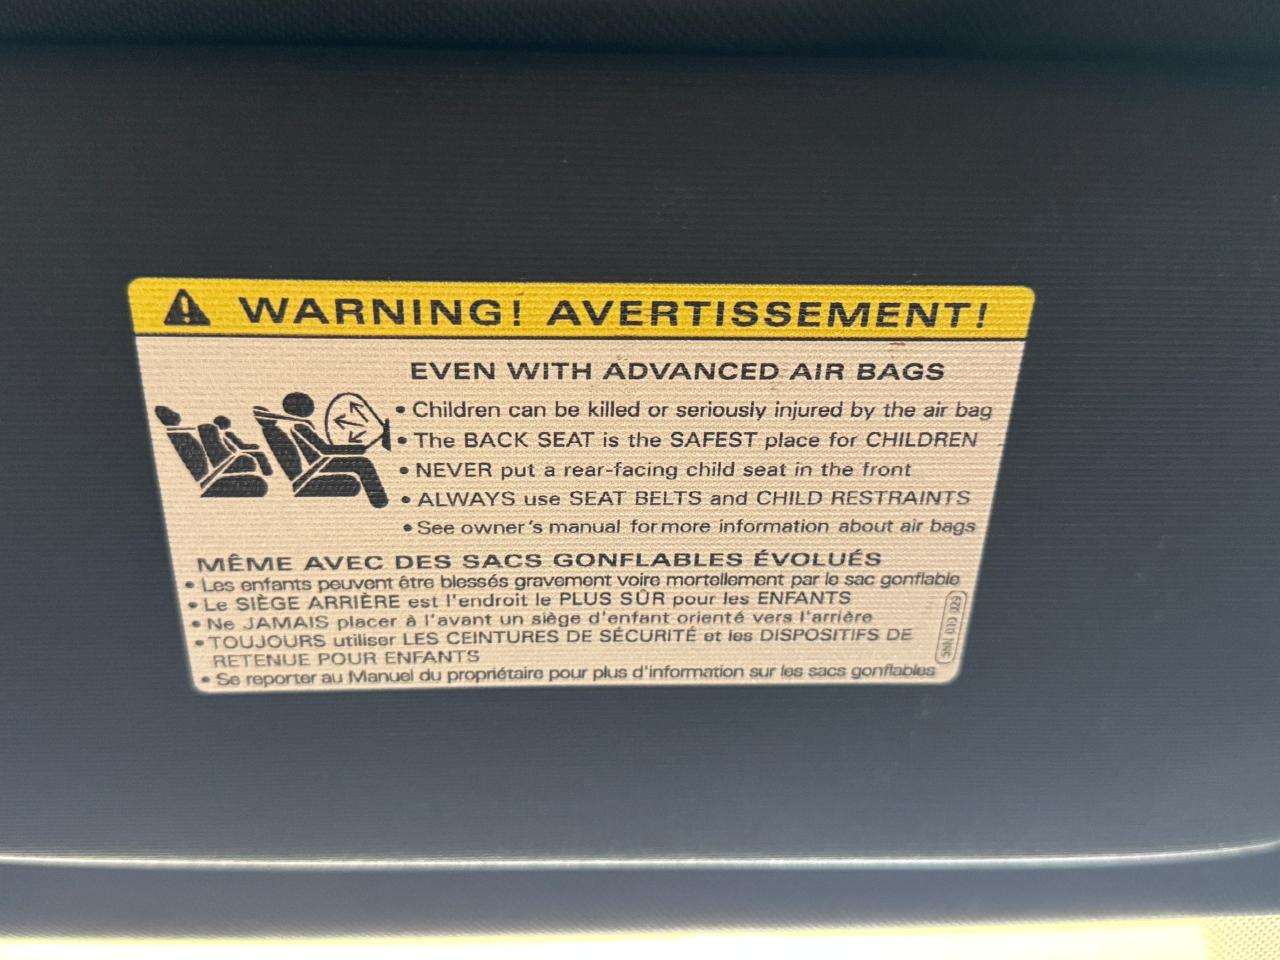 WARNING! AVERTISSEMENT!
EVEN WITH ADVANCED AIR BAGS
• Children can be killed or seriously injured by the air bag
• The BACK SEAT is the SAFEST place for CHILDREN
• NEVER put a rear-facing child seat in the front
• ALWAYS use SEAT BELTS and CHILD RESTRAINTS
• See owner's manual for more information about air bags
MÊME AVEC DES SACS GONFLABLES ÉVOLUÉS
• Les enfants peuvent être blessés gravement voire mortellement par le sac gonflable
• Le SIÈGE ARRIÈRE est l'endroit le PLUS SÛR pour les ENFANTS
• Ne JAMAIS placer à l'avant un siège d'enfant orienté vers l'arrière
• TOUJOURS utiliser LES CEINTURES DE SÉCURITÉ et les DISPOSITIFS DE
RETENUE POUR ENFANTS
• Se reporter au Manuel du propriétaire pour plus d'information sur les sacs gonflables